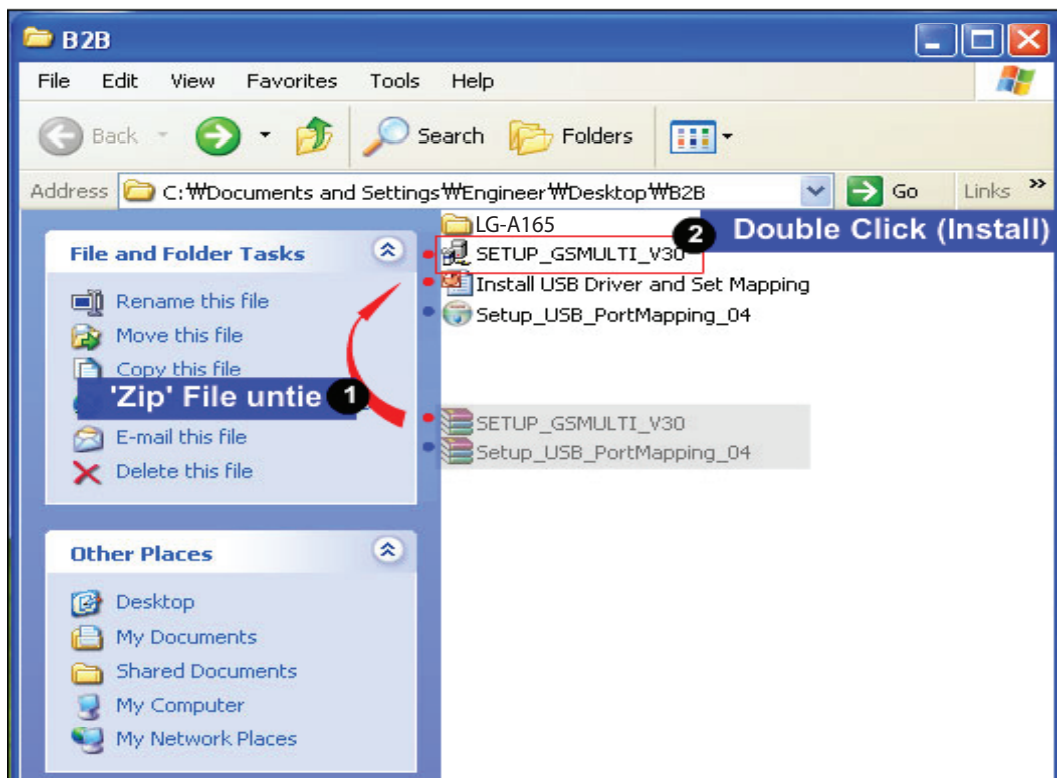 B2B
File Edit View Favorites Tools Help
Back Search Folders
Address C:₩Documents and Settings₩Engineer₩Desktop₩B2B Go Links »
LG-A165
2 Double Click (Install)
File and Folder Tasks
SETUP_GSMULTI_V30
Install USB Driver and Set Mapping
Rename this file
Setup_USB_PortMapping_04
Move this file
Copy this file
'Zip' File untie 1
SETUP_GSMULTI_V30
E-mail this file
Setup_USB_PortMapping_04
Delete this file
Other Places
Desktop
My Documents
Shared Documents
My Computer
My Network Places